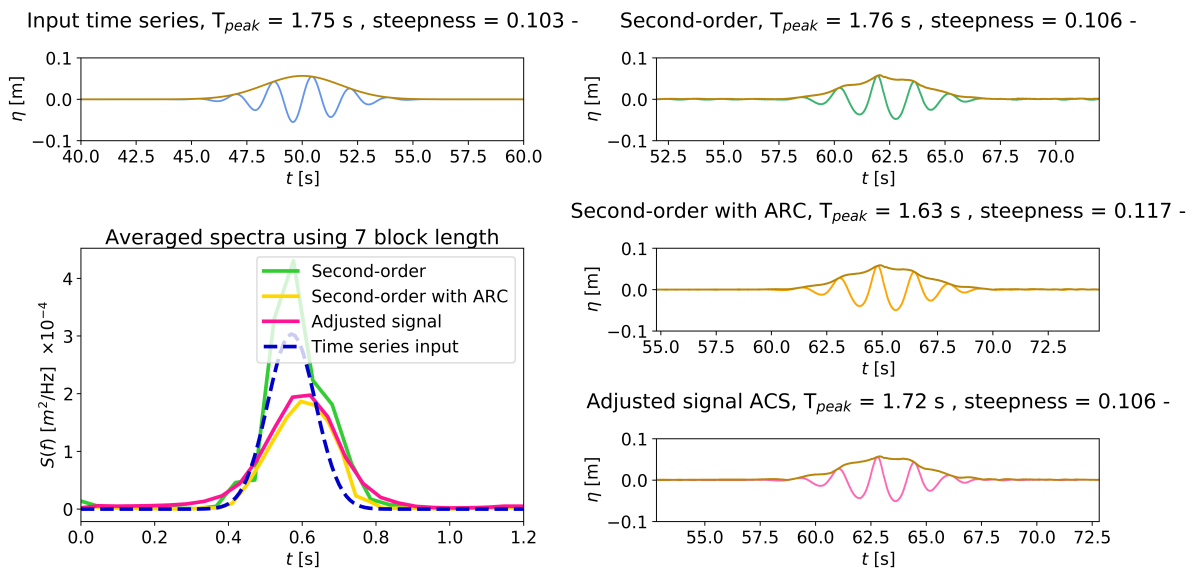 Input time series, T_peak = 1.75 s , steepness = 0.103 -
η [m]
0.1
0.0
−0.1
40.0 42.5 45.0 47.5 50.0 52.5 55.0 57.5 60.0
t [s]
Second-order, T_peak = 1.76 s , steepness = 0.106 -
η [m]
0.1
0.0
−0.1
52.5 55.0 57.5 60.0 62.5 65.0 67.5 70.0
t [s]
Second-order with ARC, T_peak = 1.63 s , steepness = 0.117 -
η [m]
0.1
0.0
−0.1
55.0 57.5 60.0 62.5 65.0 67.5 70.0 72.5
t [s]
Averaged spectra using 7 block length
S(f) [m²/Hz] ×10⁻⁴
4
3
2
1
0
Second-order
Second-order with ARC
Adjusted signal
Time series input
0.0 0.2 0.4 0.6 0.8 1.0 1.2
t [s]
Adjusted signal ACS, T_peak = 1.72 s , steepness = 0.106 -
η [m]
0.1
0.0
−0.1
55.0 57.5 60.0 62.5 65.0 67.5 70.0 72.5
t [s]